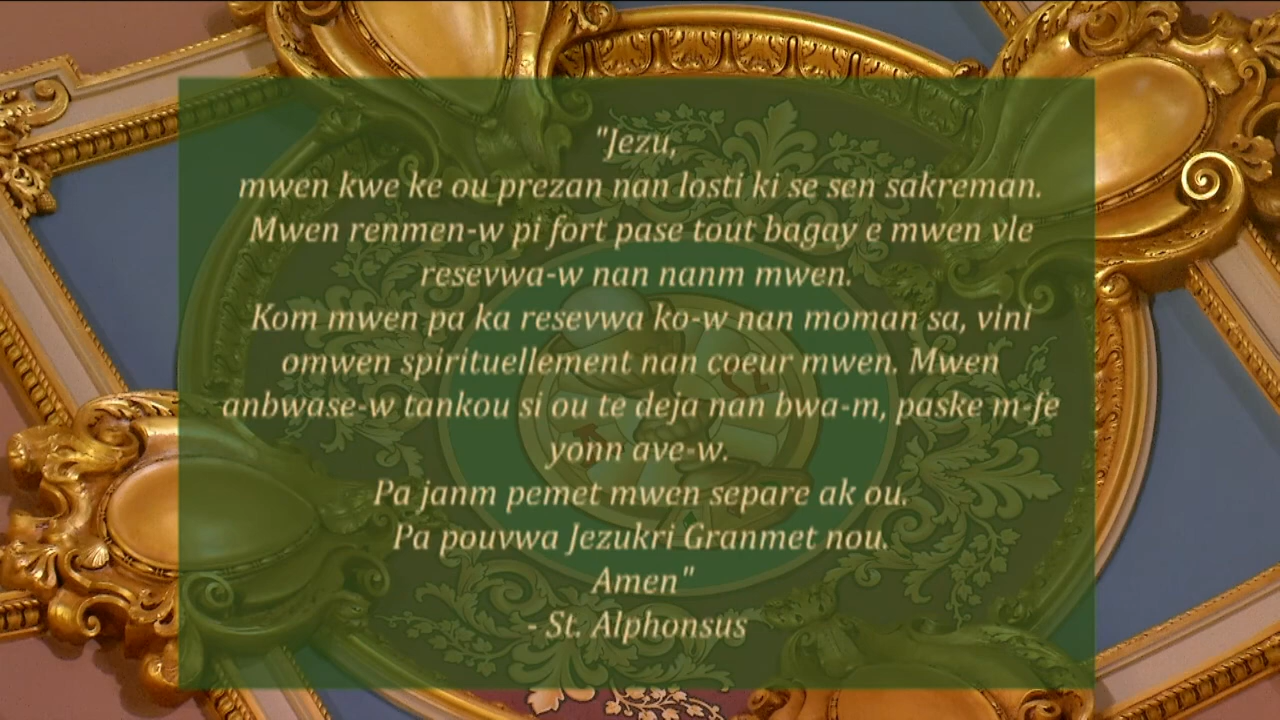 "Jezu,
mwen kwe ke ou prezan nan losti ki se sen sakreman.
Mwen renmen-w pi fort pase tout bagay e mwen vle
resevwa-w nan nanm mwen.
Kom mwen pa ka resevwa ko-w nan moman sa, vini
omwen spirituellement nan coeur mwen. Mwen
anbwase-w tankou si ou te deja nan bwa-m, paske m-fe
yonn ave-w.
Pa janm pemet mwen separe ak ou.
Pa pouvwa Jezukri Granmet nou.
Amen"
- St. Alphonsus